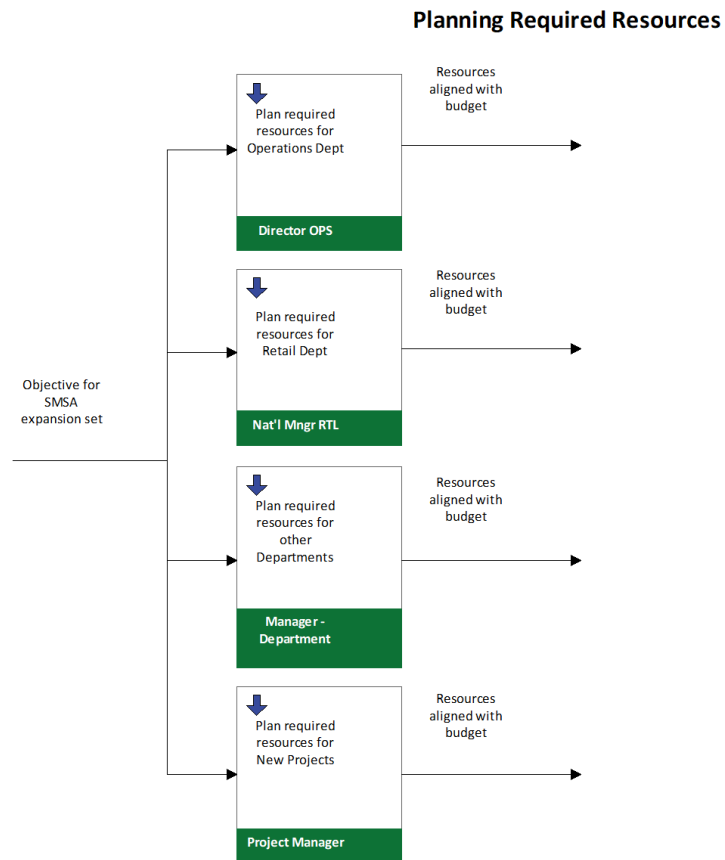 Planning Required Resources
Resources
aligned with
budget
Plan required
resources for
Operations Dept
Director OPS
Resources
aligned with
budget
Plan required
resources for
Retail Dept
Nat'l Mngr RTL
Objective for
SMSA
expansion set
Resources
aligned with
budget
Plan required
resources for
other
Departments
Manager -
Department
Resources
aligned with
budget
Plan required
resources for
New Projects
Project Manager